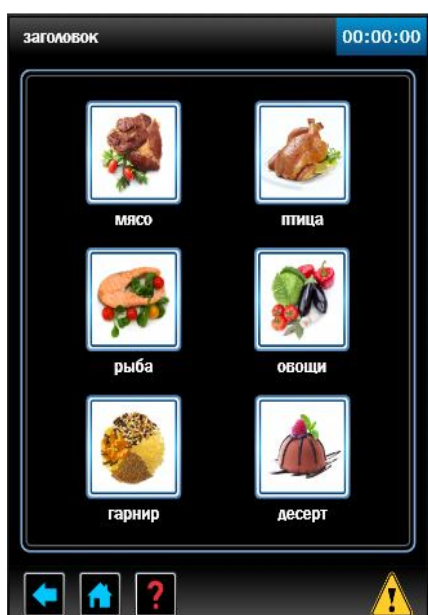 заголовок
00:00:00
мясо
птица
рыба
овощи
гарнир
десерт
?
!